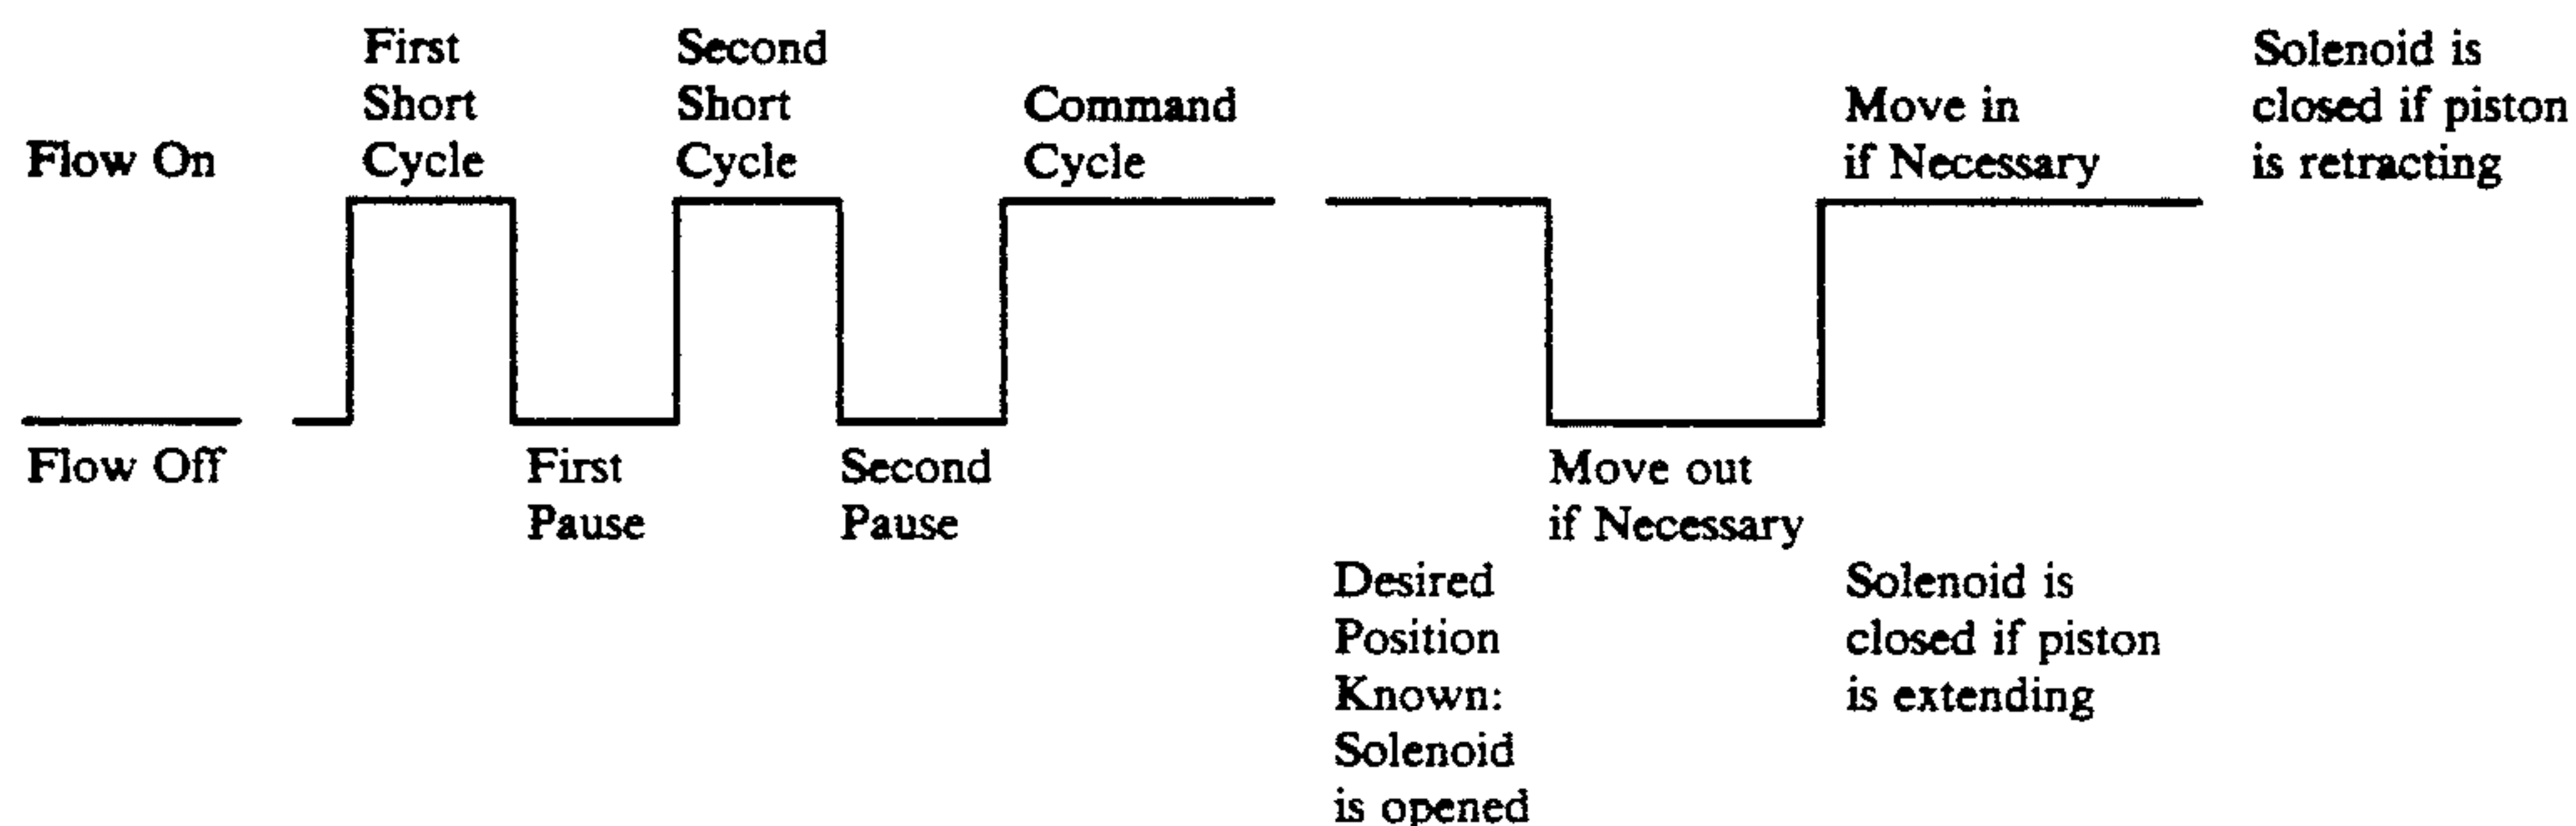 Flow On
First
Short
Cycle
Second
Short
Cycle
Command
Cycle
Move in
if Necessary
Solenoid is
closed if piston
is retracting
Flow Off
First
Pause
Second
Pause
Move out
if Necessary
Desired
Position
Known:
Solenoid
is opened
Solenoid is
closed if piston
is extending